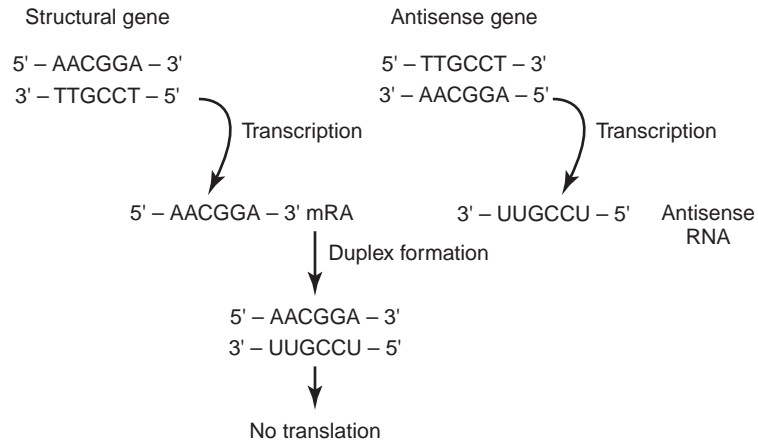 Structural gene
5' – AACGGA – 3'
3' – TTGCCT – 5'
Transcription
Antisense gene
5' – TTGCCT – 3'
3' – AACGGA – 5'
Transcription
5' – AACGGA – 3' mRA
3' – UUGCCU – 5'
Antisense
RNA
Duplex formation
5' – AACGGA – 3'
3' – UUGCCU – 5'
No translation